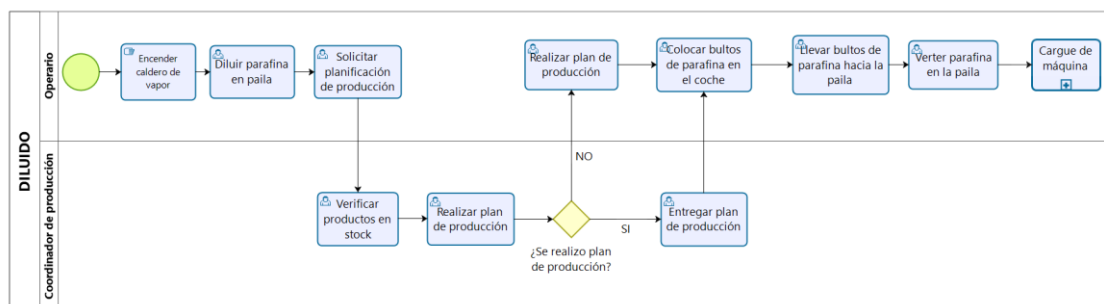 DILUIDO
Operario
Encender
caldero de
vapor
Diluir parafina
en paila
Solicitar
planificación
de producción
Realizar plan de
producción
Colocar bultos
de parafina en
el coche
Llevar bultos de
parafina hacia la
paila
Verter parafina
en la paila
Cargue de
máquina
Coordinador de producción
Verificar
productos en
stock
Realizar plan
de producción
NO
SI
¿Se realizo plan
de producción?
Entregar plan
de producción